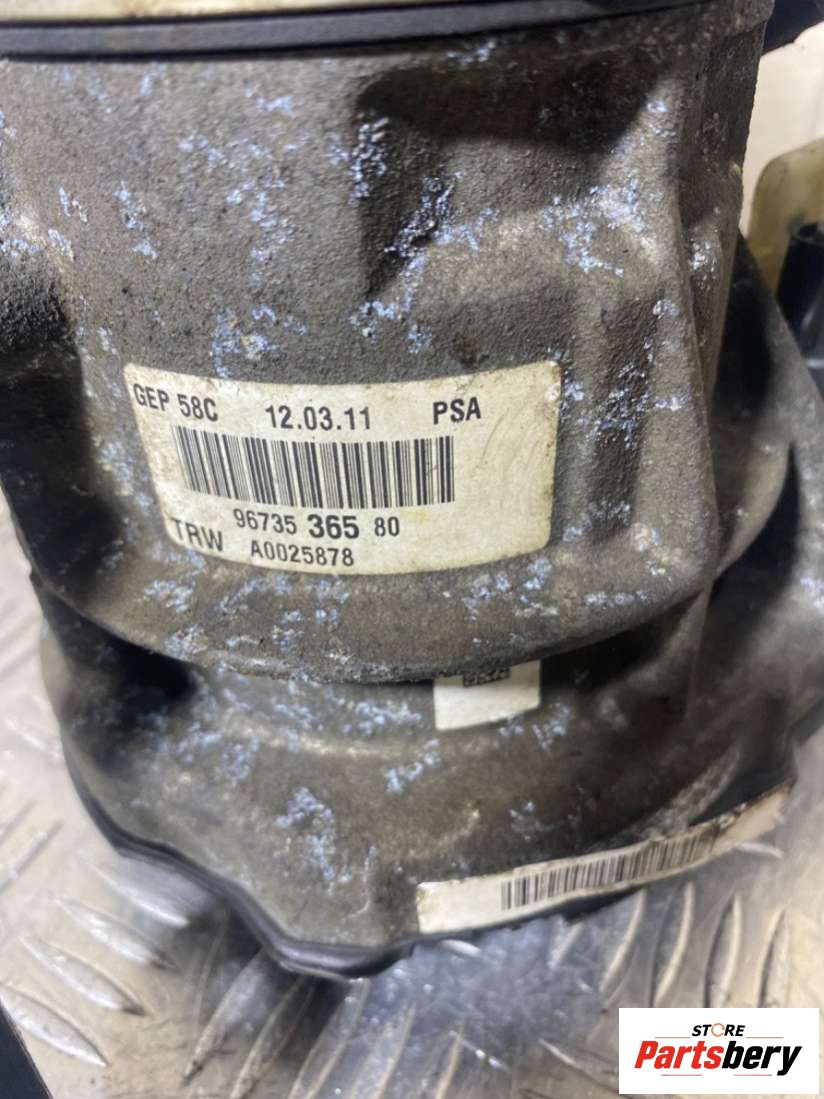 GEP 58C 12.03.11 PSA
96735 365 80
TRW A0025878
STORE
Partsbery